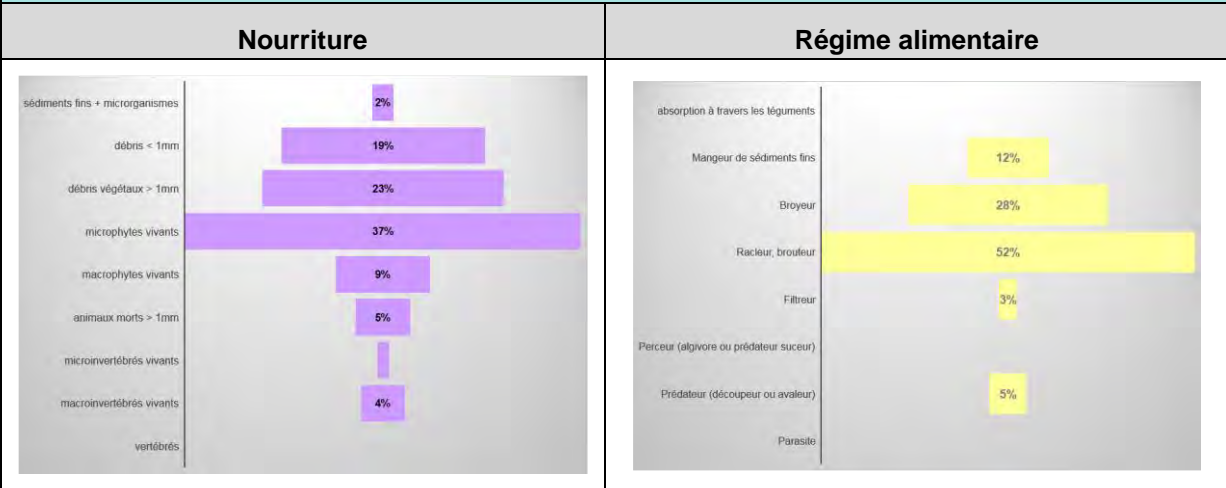 Nourriture
Régime alimentaire
sédiments fins + microrganismes
2%
débris < 1mm
19%
débris végétaux > 1mm
23%
microphytes vivants
37%
macrophytes vivants
9%
animaux morts > 1mm
5%
microinvertébrés vivants
macroinvertébrés vivants
4%
vertébrés
absorption à travers les téguments
Mangeur de sédiments fins
12%
Broyeur
28%
Racleur, brouteur
52%
Filtreur
3%
Perceur (algivore ou prédateur suceur)
Prédateur (découpeur ou avaleur)
5%
Parasite